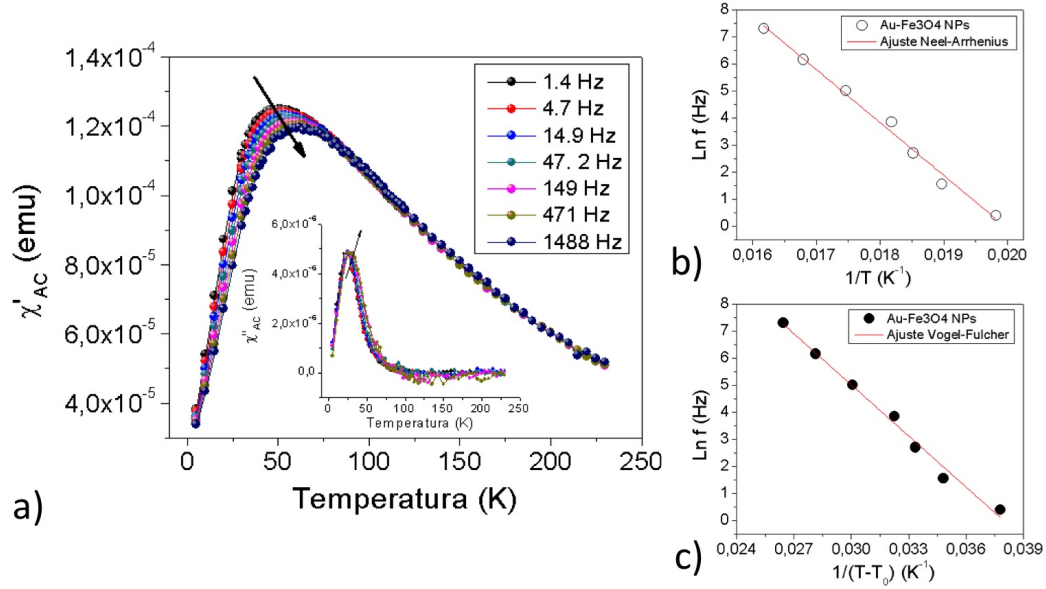 1,4x10-4
1,2x10-4
1,0x10-4
8,0x10-5
6,0x10-5
4,0x10-5
χ'AC (emu)
0 50 100 150 200 250
Temperatura (K)
a)
1.4 Hz
4.7 Hz
14.9 Hz
47. 2 Hz
149 Hz
471 Hz
1488 Hz
6,0x10-6
4,0x10-6
2,0x10-6
0,0
χ''AC (emu)
0 50 100 150 200 250
Temperatura (K)
8
7
6
5
4
3
2
1
0
Ln f (Hz)
Au-Fe3O4 NPs
Ajuste Neel-Arrhenius
0,016 0,017 0,018 0,019 0,020
1/T (K-1)
b)
8
7
6
5
4
3
2
1
0
Ln f (Hz)
Au-Fe3O4 NPs
Ajuste Vogel-Fulcher
0,024 0,027 0,030 0,033 0,036 0,039
1/(T-T0) (K-1)
c)